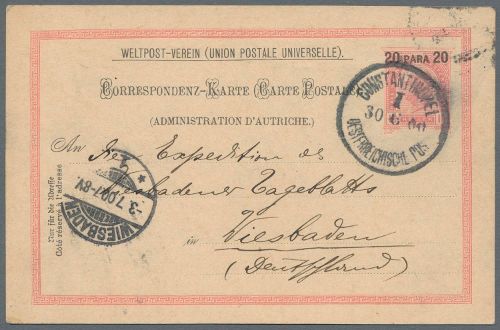 WELTPOST-VEREIN (UNION POSTALE UNIVERSELLE).
20 PARA 20
CORRESPONDENZ-KARTE (CARTE POSTALE)
(ADMINISTRATION D'AUTRICHE).
CONSTANTINOPEL
I
30 6 00
OESTERREICHISCHE POST
An die Expedition des
Wiesbadener Tageblatts
in Wiesbaden
(Deutschland)
1
3.7.00.7-8V.
WIESBADEN
Nur für die Adresse
Côté réservé à l'adresse